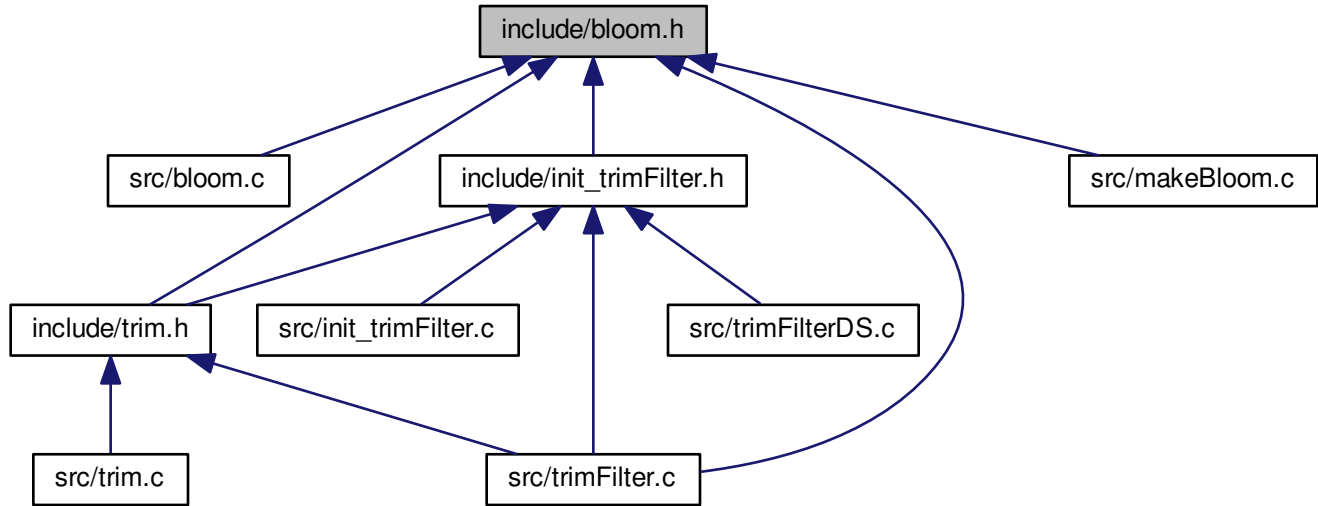 include/bloom.h
src/bloom.c
include/init_trimFilter.h
src/makeBloom.c
include/trim.h
src/init_trimFilter.c
src/trimFilterDS.c
src/trim.c
src/trimFilter.c